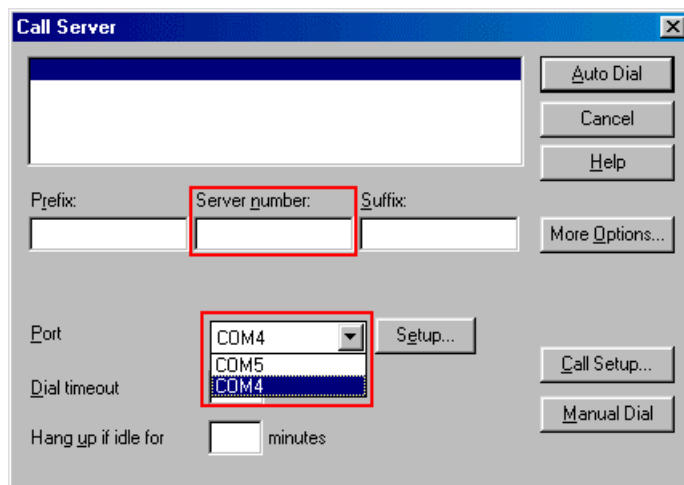 Call Server
Auto Dial
Cancel
Help
Prefix:
Server number:
Suffix:
More Options...
Port
COM4
Setup...
COM5
COM4
Call Setup...
Dial timeout
Manual Dial
Hang up if idle for
minutes